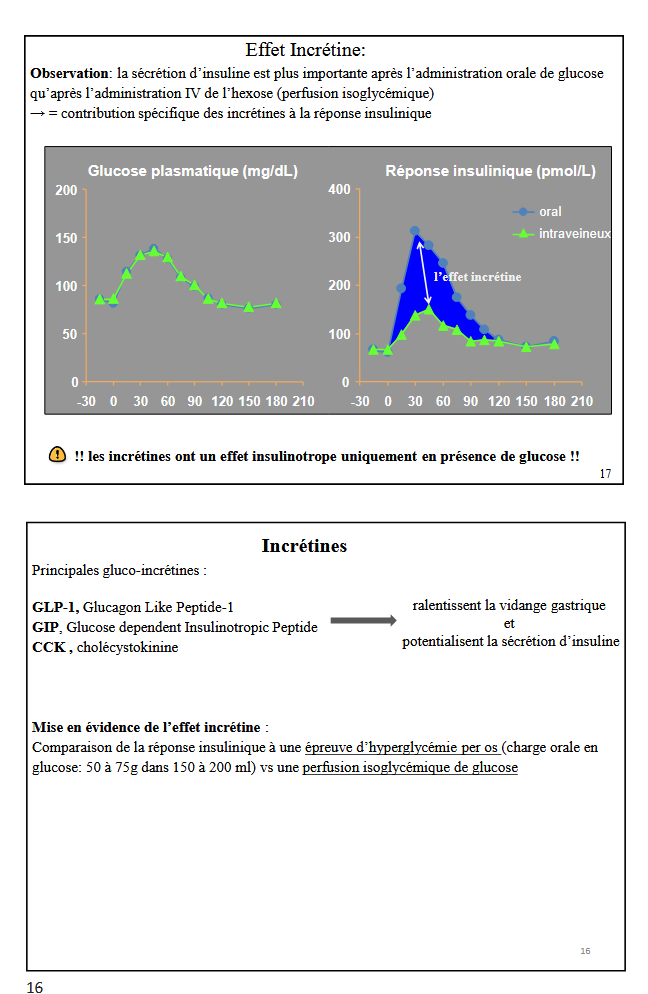 Effet Incrétine:
Observation: la sécrétion d’insuline est plus importante après l’administration orale de glucose
qu’après l’administration IV de l’hexose (perfusion isoglycémique)
→ = contribution spécifique des incrétines à la réponse insulinique
Glucose plasmatique (mg/dL)
200
150
100
50
0
-30 0 30 60 90 120 150 180 210
Réponse insulinique (pmol/L)
400
300
200
100
0
-30 0 30 60 90 120 150 180 210
oral
intraveineux
l’effet incrétine
!! les incrétines ont un effet insulinotrope uniquement en présence de glucose !!
17
Incrétines
Principales gluco-incrétines :
GLP-1, Glucagon Like Peptide-1
GIP, Glucose dependent Insulinotropic Peptide
CCK , cholécystokinine
ralentissent la vidange gastrique
et
potentialisent la sécrétion d’insuline
Mise en évidence de l’effet incrétine :
Comparaison de la réponse insulinique à une épreuve d’hyperglycémie per os (charge orale en
glucose: 50 à 75g dans 150 à 200 ml) vs une perfusion isoglycémique de glucose
16
16